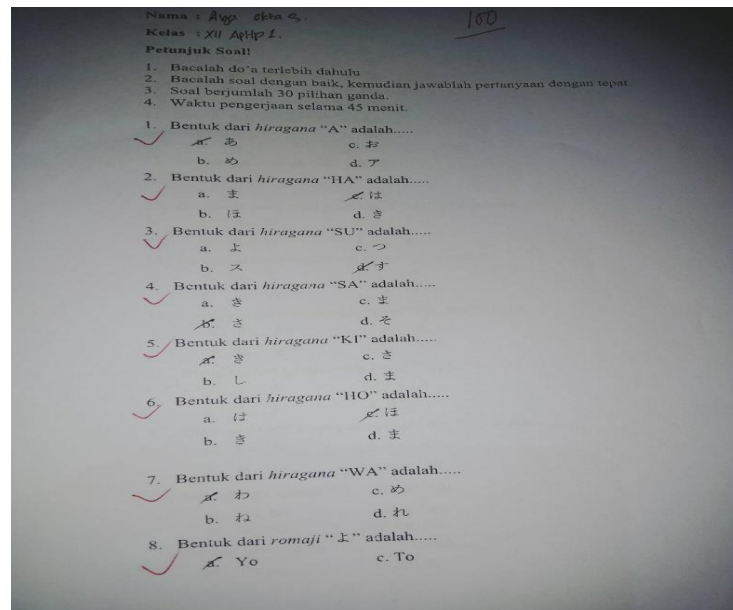 Nama : Ayga okta S. 100
Kelas : XII APHP 1.
Petunjuk Soal!
1. Bacalah do'a terlebih dahulu
2. Bacalah soal dengan baik, kemudian jawablah pertanyaan dengan tepat.
3. Soal berjumlah 30 pilihan ganda.
4. Waktu pengerjaan selama 45 menit.
1. Bentuk dari hiragana “A” adalah.....
a. あ c. お
b. め d. ア
2. Bentuk dari hiragana “HA” adalah.....
a. ま c. は
b. ほ d. き
3. Bentuk dari hiragana “SU” adalah.....
a. よ c. つ
b. ス d. す
4. Bentuk dari hiragana “SA” adalah.....
a. き c. ま
b. さ d. そ
5. Bentuk dari hiragana “KI” adalah.....
a. き c. さ
b. し d. ま
6. Bentuk dari hiragana “HO” adalah.....
a. は c. ほ
b. き d. ま
7. Bentuk dari hiragana “WA” adalah.....
a. わ c. め
b. ね d. れ
8. Bentuk dari romaji “よ” adalah.....
a. Yo c. To